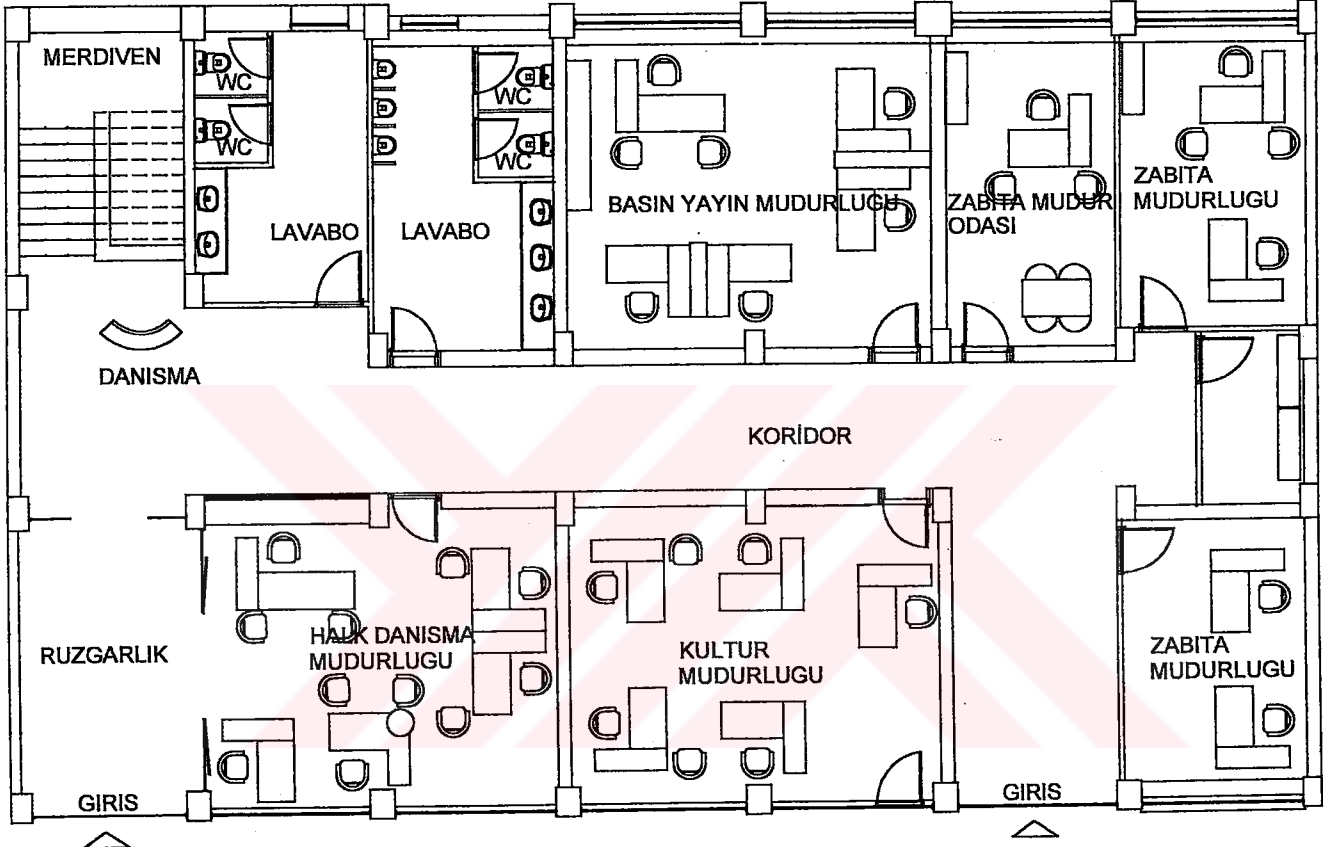 MERDIVEN
WC
WC
WC
WC
LAVABO
LAVABO
BASIN YAYIN MUDURLUGU
ZABITA MUDUR
ODASI
ZABITA
MUDURLUGU
DANISMA
KORİDOR
RUZGARLIK
HALK DANISMA
MUDURLUGU
KULTUR
MUDURLUGU
ZABITA
MUDURLUGU
GIRIS
GIRIS